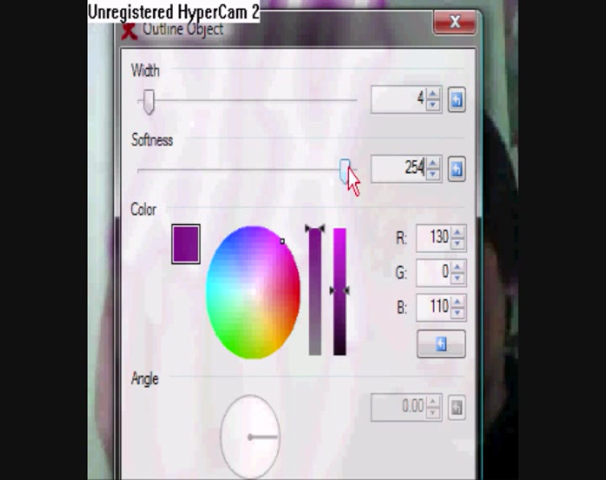 Unregistered HyperCam 2
Outline Object
Width
4
Softness
254
Color
R: 130
G: 0
B: 110
Angle
0.00